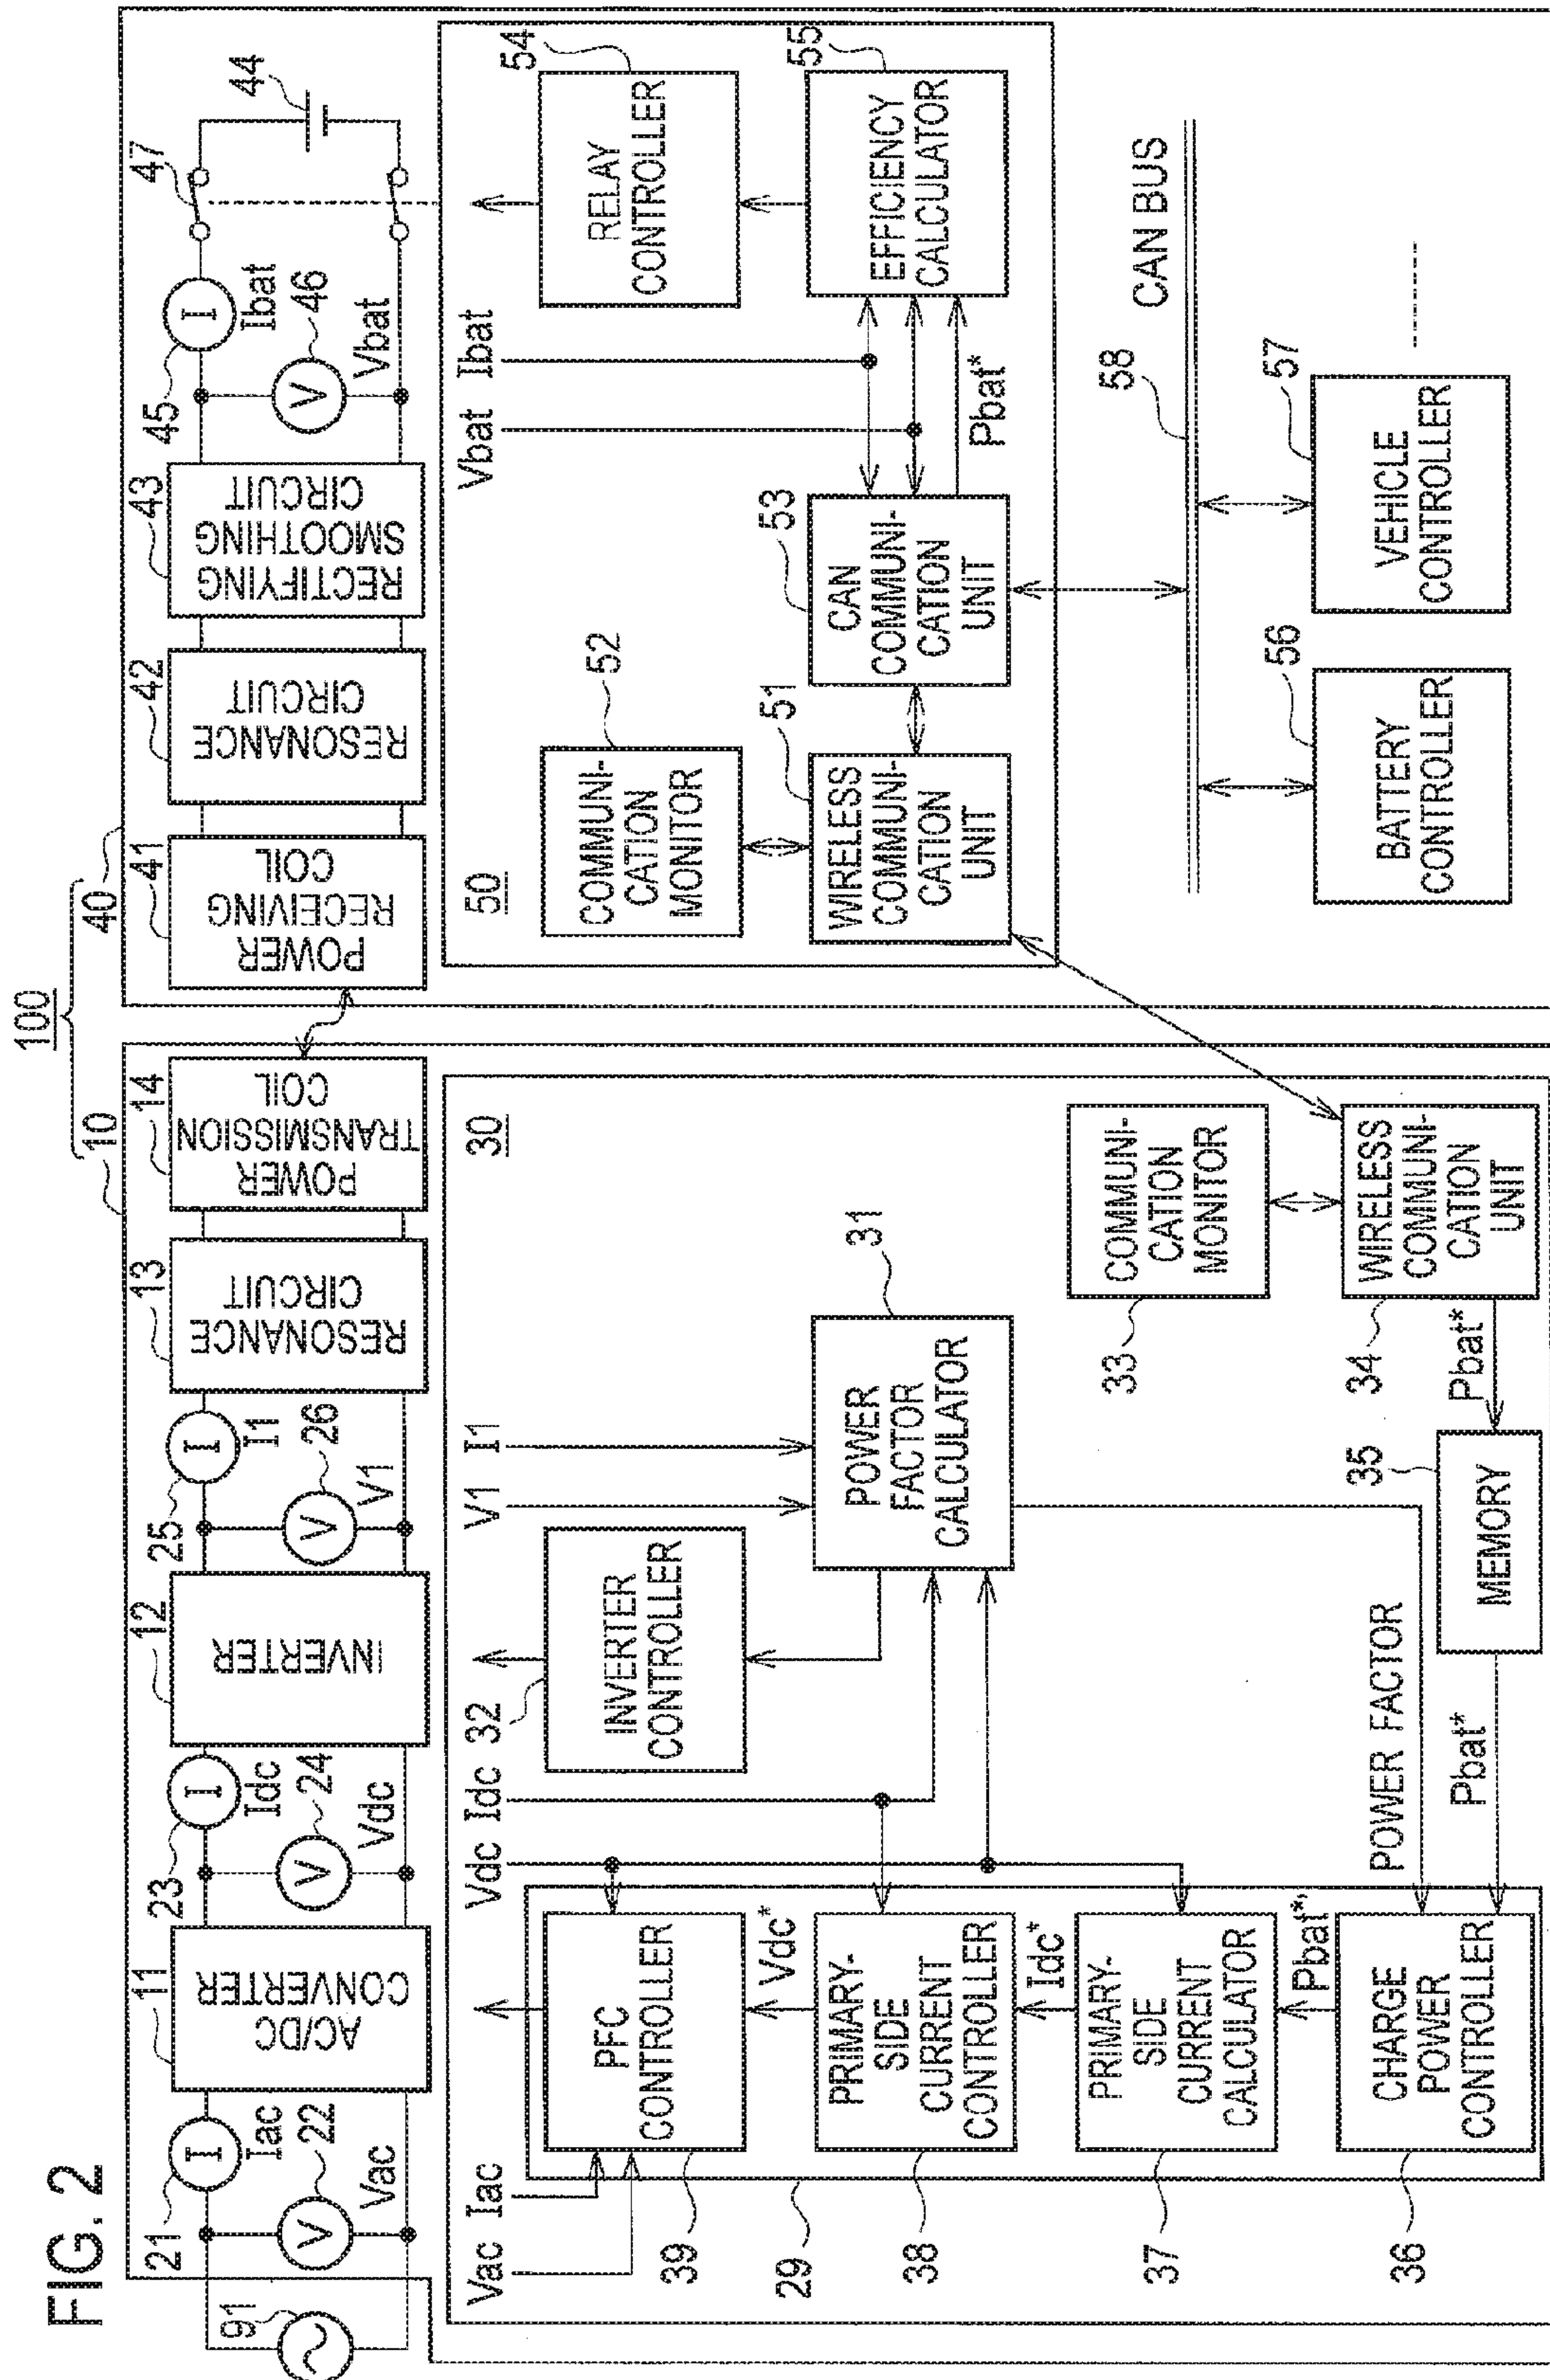 FIG. 2
100
10
40
91
21
I
Iac
V
22
Vac
11
AC/DC
CONVERTER
23
I
Idc
V
24
Vdc
12
INVERTER
25
I
I1
V
26
V1
13
RESONANCE
CIRCUIT
14
POWER
TRANSMISSION
COIL
41
POWER
RECEIVING
COIL
42
RESONANCE
CIRCUIT
43
RECTIFYING
SMOOTHING
CIRCUIT
45
I
Ibat
V
46
Vbat
47
44
30
Vac
Iac
Vdc
Idc
32
V1
I1
PFC
CONTROLLER
39
Vdc*
PRIMARY-
SIDE
CURRENT
CONTROLLER
38
Idc*
PRIMARY-
SIDE
CURRENT
CALCULATOR
37
Pbat*'
CHARGE
POWER
CONTROLLER
36
29
INVERTER
CONTROLLER
POWER
FACTOR
CALCULATOR
31
POWER FACTOR
Pbat*
MEMORY
35
Pbat*
COMMUNI-
CATION
MONITOR
33
WIRELESS
COMMUNI-
CATION
UNIT
34
50
COMMUNI-
CATION
MONITOR
52
WIRELESS
COMMUNI-
CATION
UNIT
51
CAN
COMMUNI-
CATION
UNIT
53
Vbat
Ibat
Pbat*
RELAY
CONTROLLER
54
EFFICIENCY
CALCULATOR
55
58
CAN BUS
BATTERY
CONTROLLER
56
VEHICLE
CONTROLLER
57